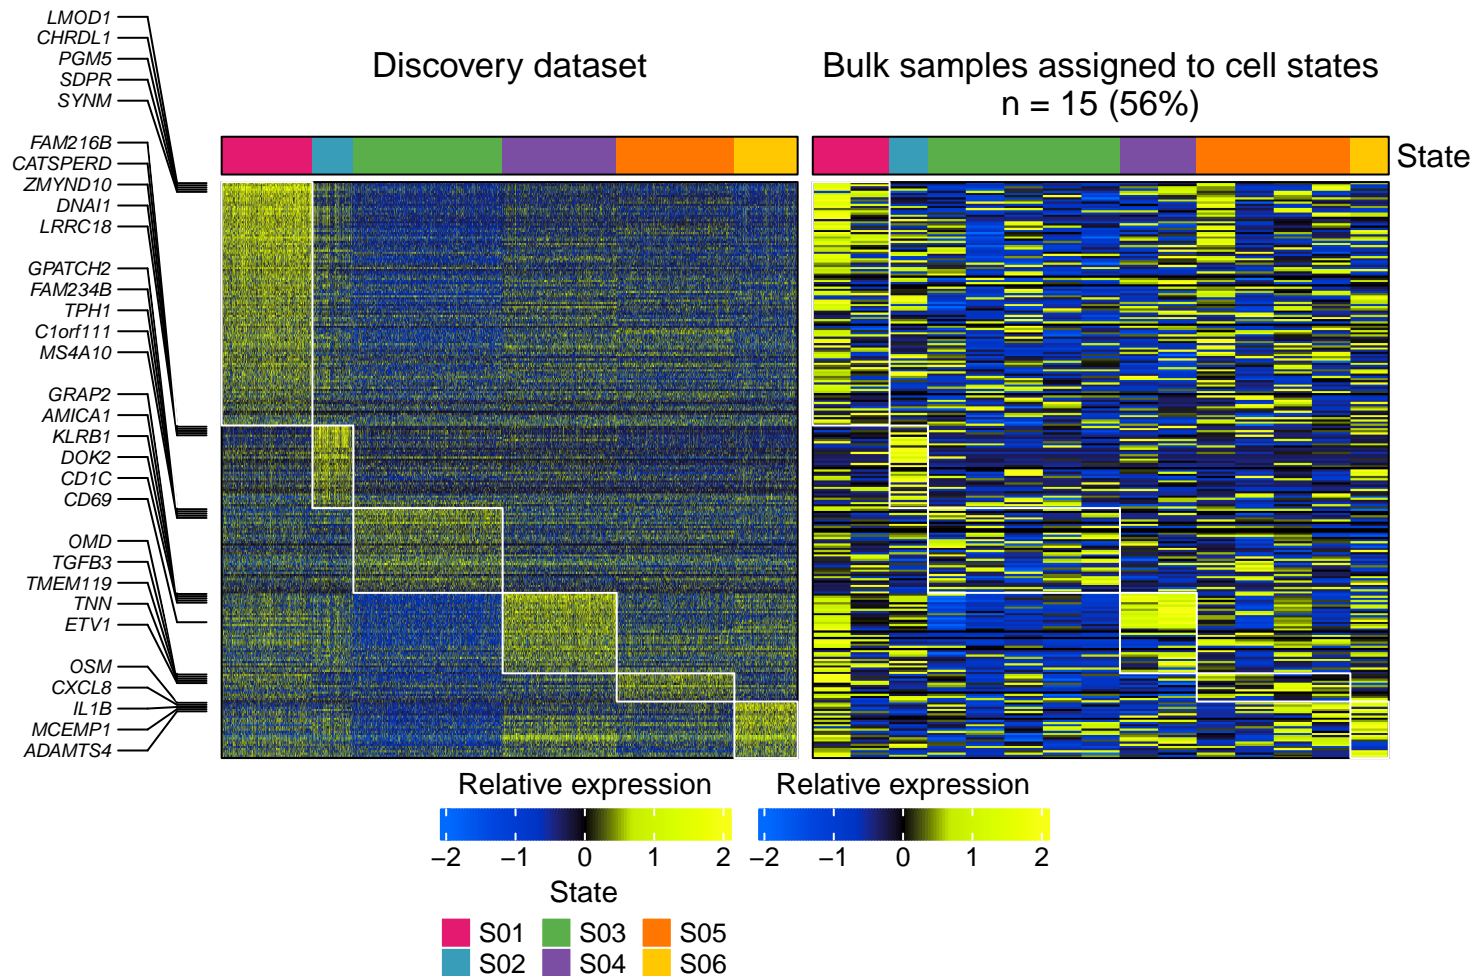 LMOD1
CHRDL1
PGM5
SDPR
SYNM
FAM216B
CATSPERD
ZMYND10
DNAI1
LRRC18
GPATCH2
FAM234B
TPH1
C1orf111
MS4A10
GRAP2
AMICA1
KLRB1
DOK2
CD1C
CD69
OMD
TGFB3
TMEM119
TNN
ETV1
OSM
CXCL8
IL1B
MCEMP1
ADAMTS4
Discovery dataset
Bulk samples assigned to cell states
n = 15 (56%)
State
Relative expression
−2 −1 0 1 2
Relative expression
−2 −1 0 1 2
State
S01 S03 S05
S02 S04 S06